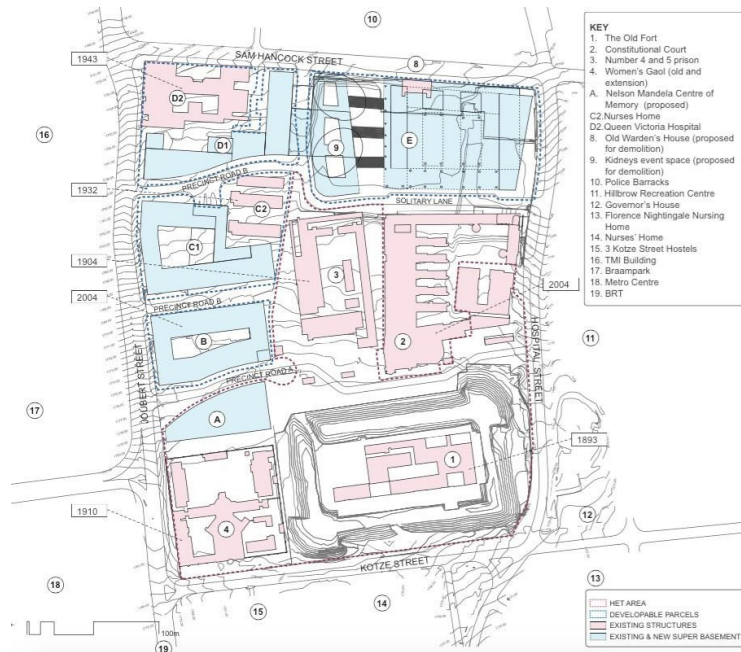 10
SAM HANCOCK STREET
1943
8
D2
E
D1
9
16
PRECINCT ROAD B
1932
SOLITARY LANE
C2
C1
1904
3
2004
2004
PRECINCT ROAD B
2
B
11
HOSPITAL STREET
JOUBERT STREET
PRECINCT ROAD A
17
A
1893
1
1910
4
12
KOTZE STREET
18
13
15
14
100m
19
KEY
1. The Old Fort
2. Constitutional Court
3. Number 4 and 5 prison
4. Women's Gaol (old and
extension)
A. Nelson Mandela Centre of
Memory (proposed)
C2.Nurses Home
D2.Queen Victoria Hospital
8. Old Warden's House (proposed
for demolition)
9. Kidneys event space (proposed
for demolition)
10. Police Barracks
11. Hillbrow Recreation Centre
12. Governor's House
13. Florence Nightingale Nursing
Home
14. Nurses' Home
15. 3 Kotze Street Hostels
16. TMI Building
17. Braampark
18. Metro Centre
19. BRT
HET AREA
DEVELOPABLE PARCELS
EXISTING STRUCTURES
EXISTING & NEW SUPER BASEMENT